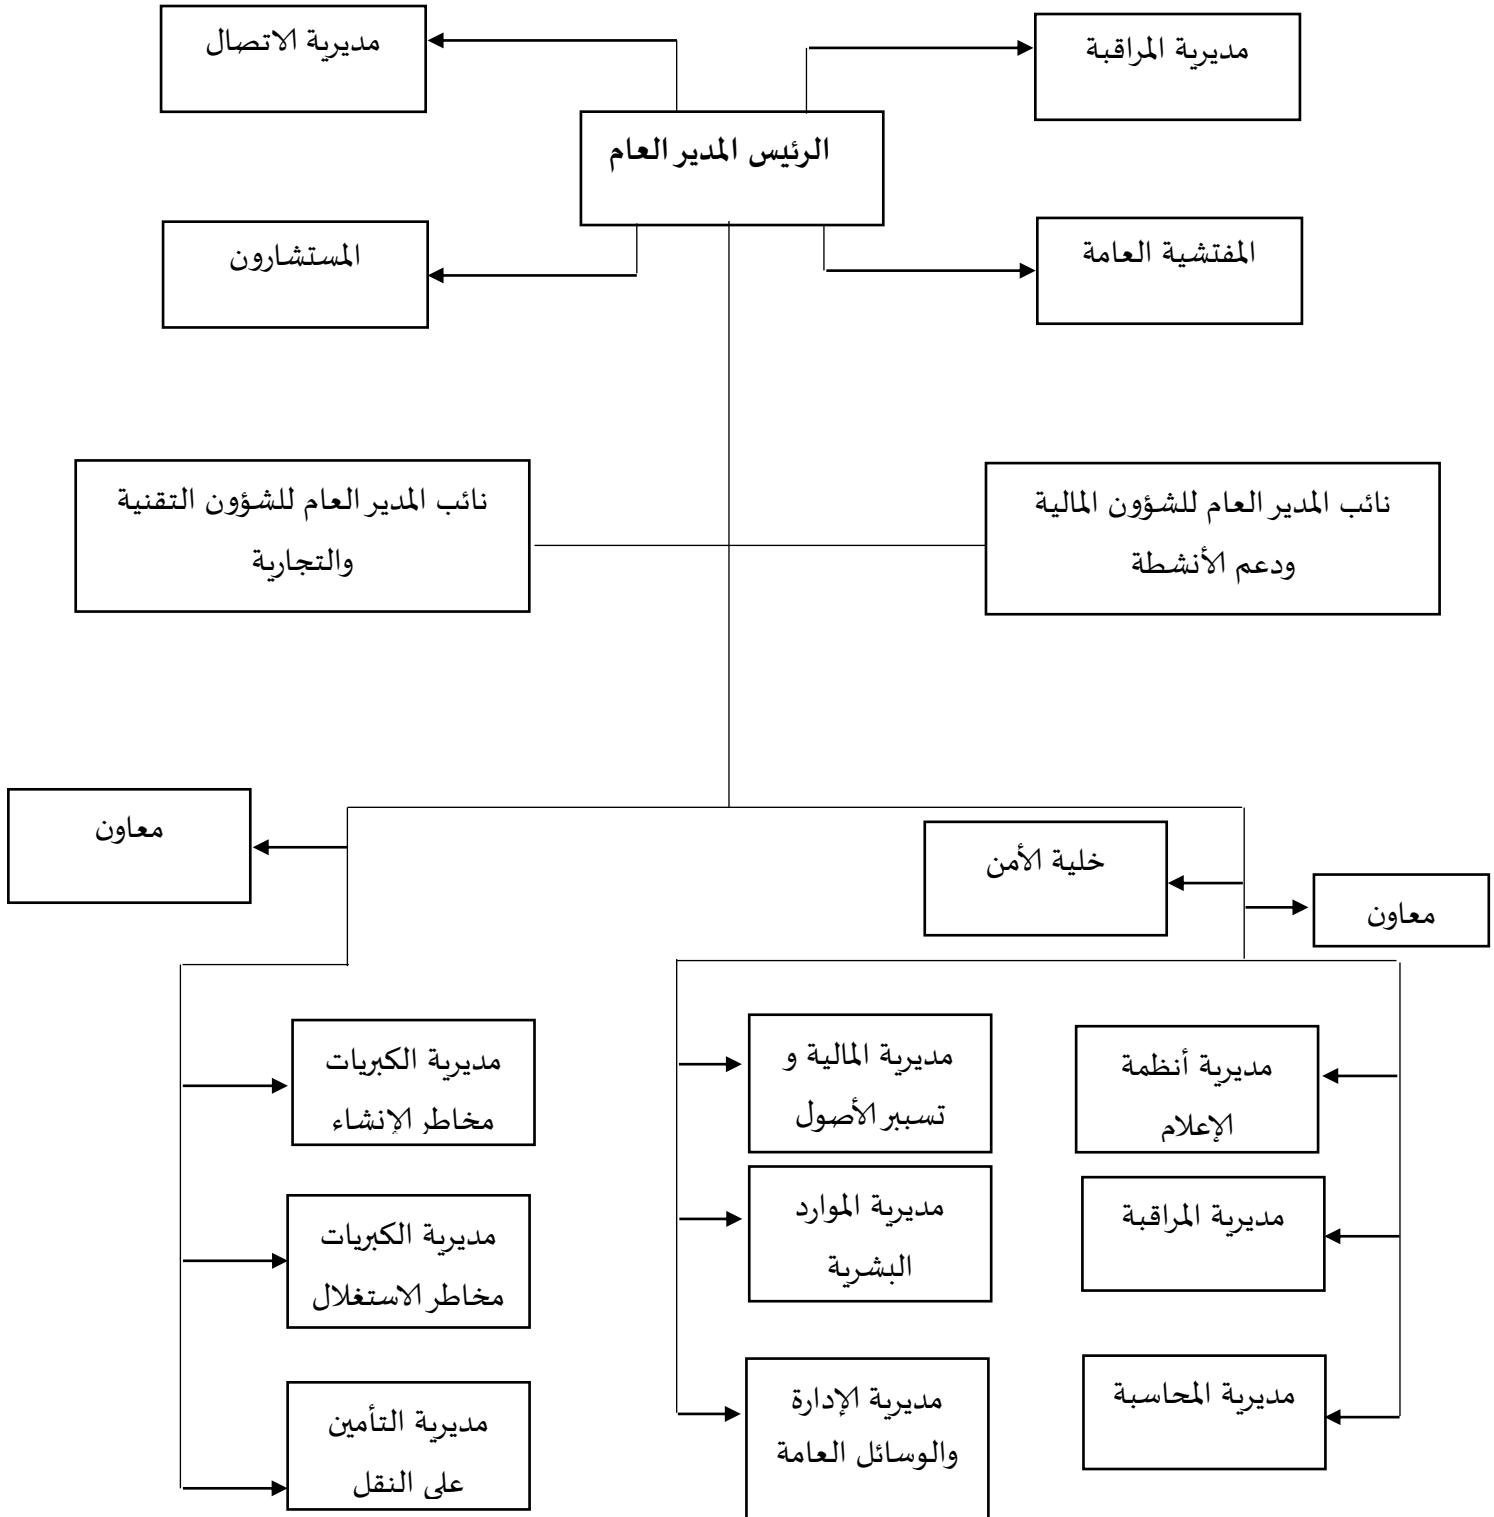 مديرية المراقبة
مديرية الاتصال
الرئيس المدير العام
المفتشية العامة
المستشارون
نائب المدير العام للشؤون المالية
ودعم الأنشطة
نائب المدير العام للشؤون التقنية
والتجارية
معاون
خلية الأمن
معاون
مديرية أنظمة
الإعلام
مديرية المالية و
تسيير الأصول
مديرية الكبريات
مخاطر الإنشاء
مديرية المراقبة
مديرية الموارد
البشرية
مديرية الكبريات
مخاطر الاستغلال
مديرية المحاسبة
مديرية الإدارة
والوسائل العامة
مديرية التأمين
على النقل